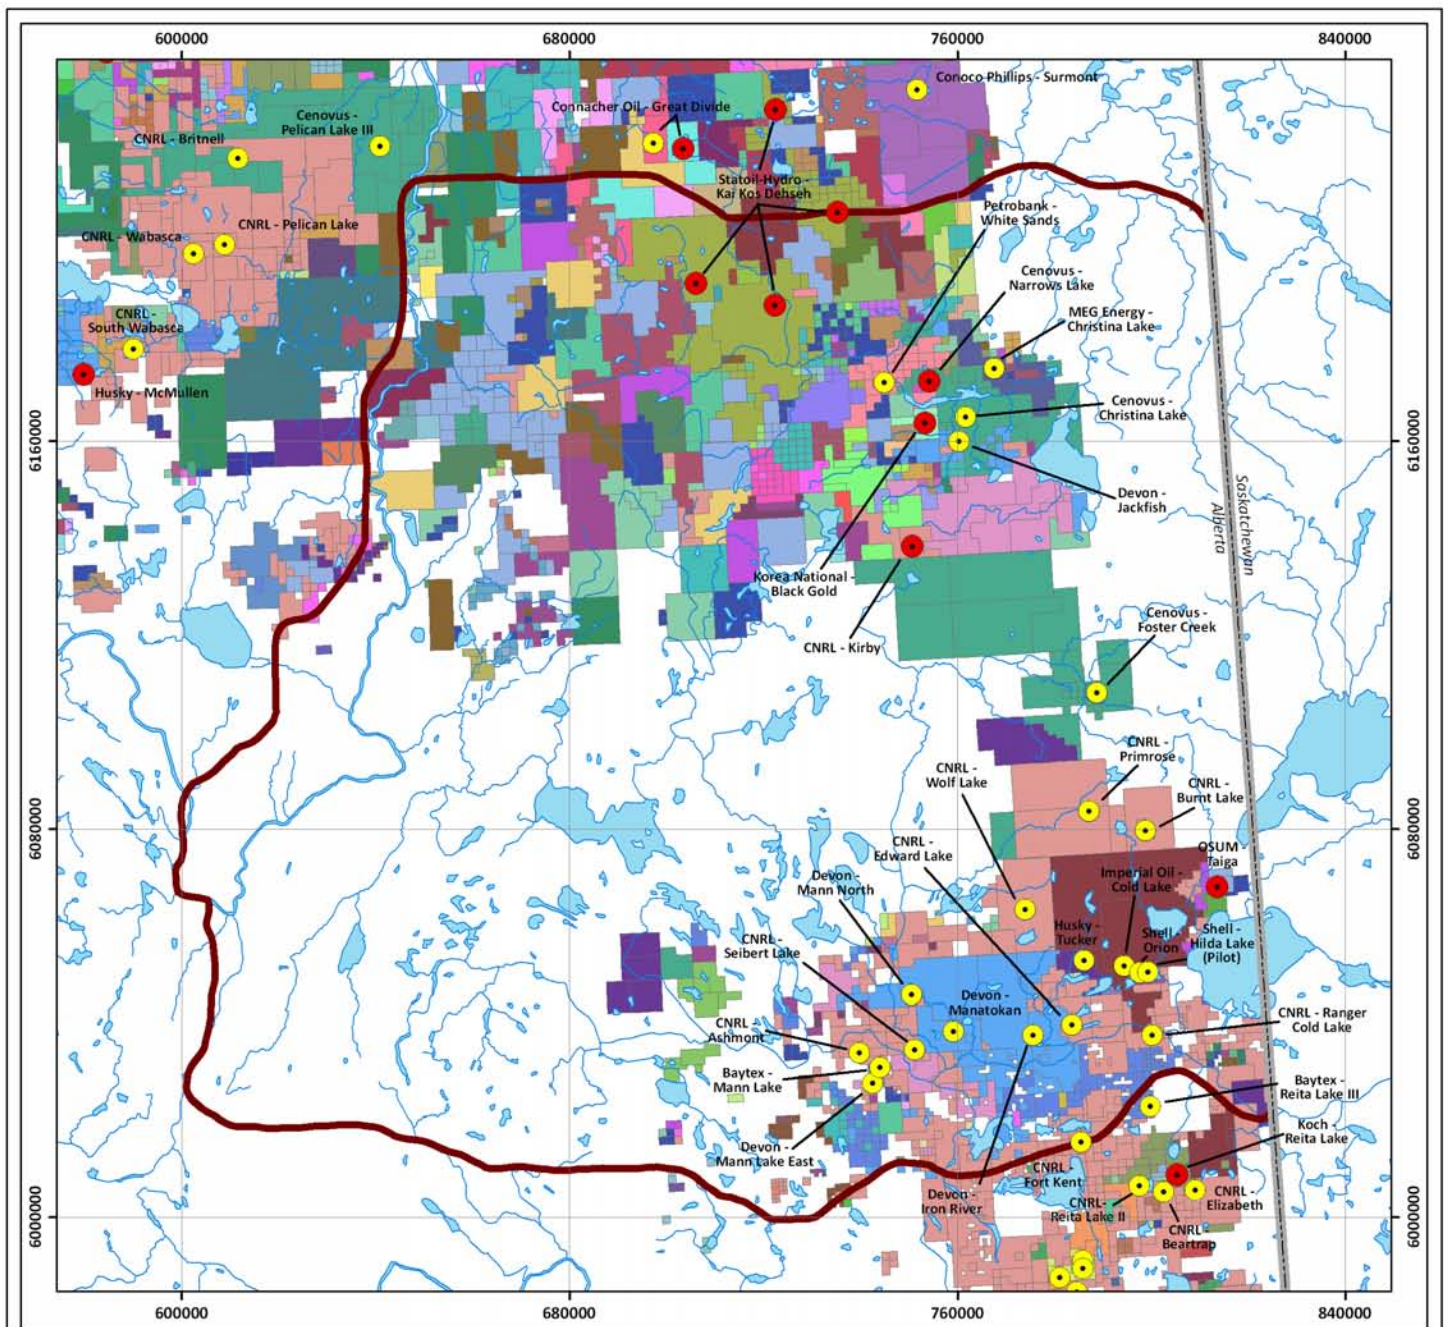 600000
680000
760000
840000
Conoco Phillips - Surmont
Connacher Oil - Great Divide
Cenovus -
Pelican Lake III
CNRL - Britnell
Statoil-Hydro -
Kai Kos Dehseh
Petrobank -
White Sands
CNRL - Pelican Lake
CNRL - Wabasca
Cenovus -
Narrows Lake
MEG Energy -
Christina Lake
CNRL -
South Wabasca
Husky - McMullen
Cenovus -
Christina Lake
6160000
6160000
Devon -
Jackfish
Saskatchewan
Alberta
Korea National -
Black Gold
CNRL - Kirby
Cenovus -
Foster Creek
CNRL -
Primrose
CNRL -
Wolf Lake
CNRL -
Burnt Lake
6080000
6080000
CNRL -
Edward Lake
OSUM -
Taiga
Imperial Oil -
Cold Lake
Devon -
Mann North
Husky -
Tucker
Shell -
Orion
Shell -
Hilda Lake
(Pilot)
CNRL -
Seibert Lake
Devon -
Manatokan
CNRL -
Ashmont
CNRL - Ranger
Cold Lake
Baytex -
Mann Lake
Baytex -
Reita Lake III
Koch -
Reita Lake
Devon -
Mann Lake East
CNRL -
Fort Kent
Devon -
Iron River
CNRL-
Reita Lake II
CNRL -
Elizabeth
CNRL -
Beartrap
6000000
6000000
600000
680000
760000
840000